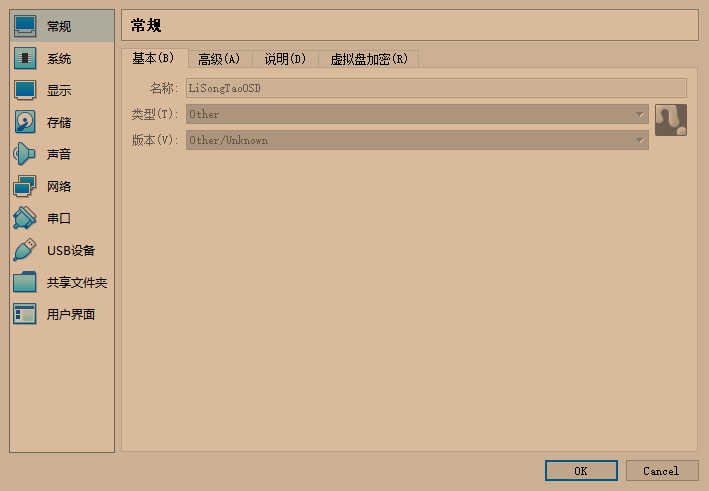 常规
系统
显示
存储
声音
网络
串口
USB设备
共享文件夹
用户界面
常规
基本(B) 高级(A) 说明(D) 虚拟盘加密(R)
名称: LiSongTaoOSD
类型(T): Other
版本(V): Other/Unknown
OK Cancel